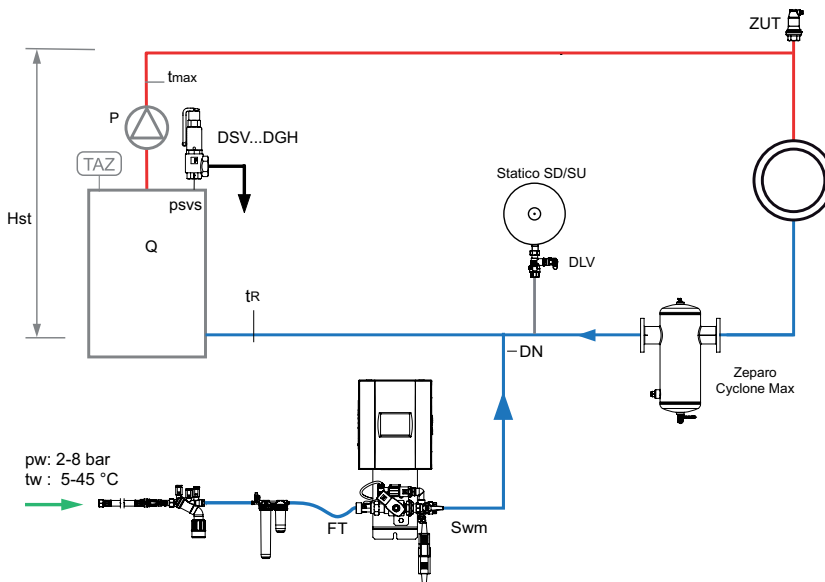 ZUT
tmax
P
DSV...DGH
TAZ
psvs
Statico SD/SU
Hst
Q
DLV
tR
DN
Zeparo
Cyclone Max
pw: 2-8 bar
tw : 5-45 °C
FT
Swm